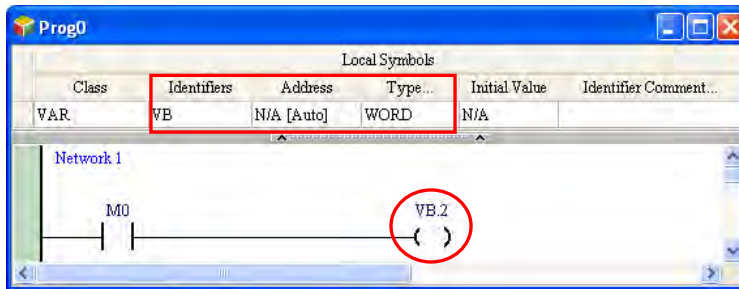 Prog0
Local Symbols
Class Identifiers Address Type... Initial Value Identifier Comment...
VAR VB N/A [Auto] WORD N/A
Network 1
M0 VB.2